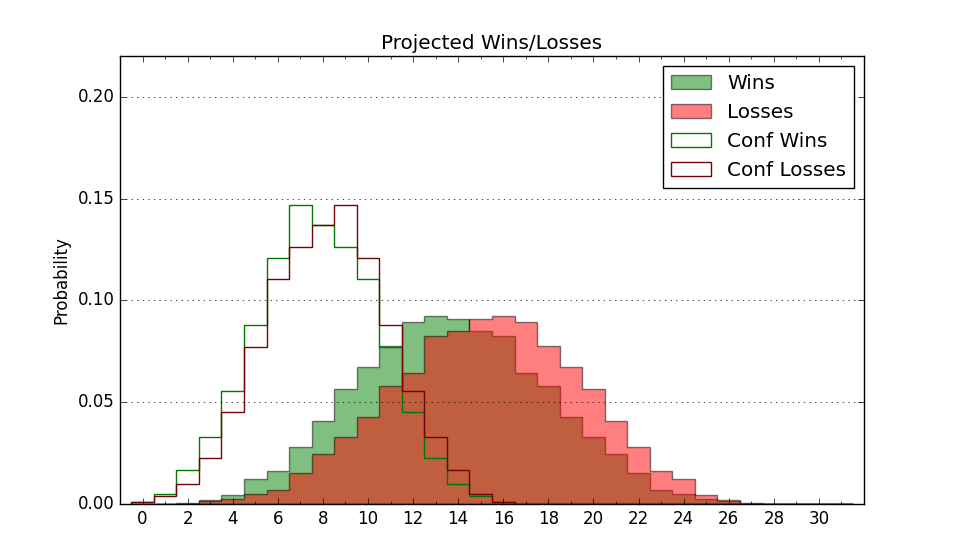 Projected Wins/Losses
Wins
Losses
Conf Wins
Conf Losses
Probability
0.20
0.15
0.10
0.05
0.00
0 2 4 6 8 10 12 14 16 18 20 22 24 26 28 30